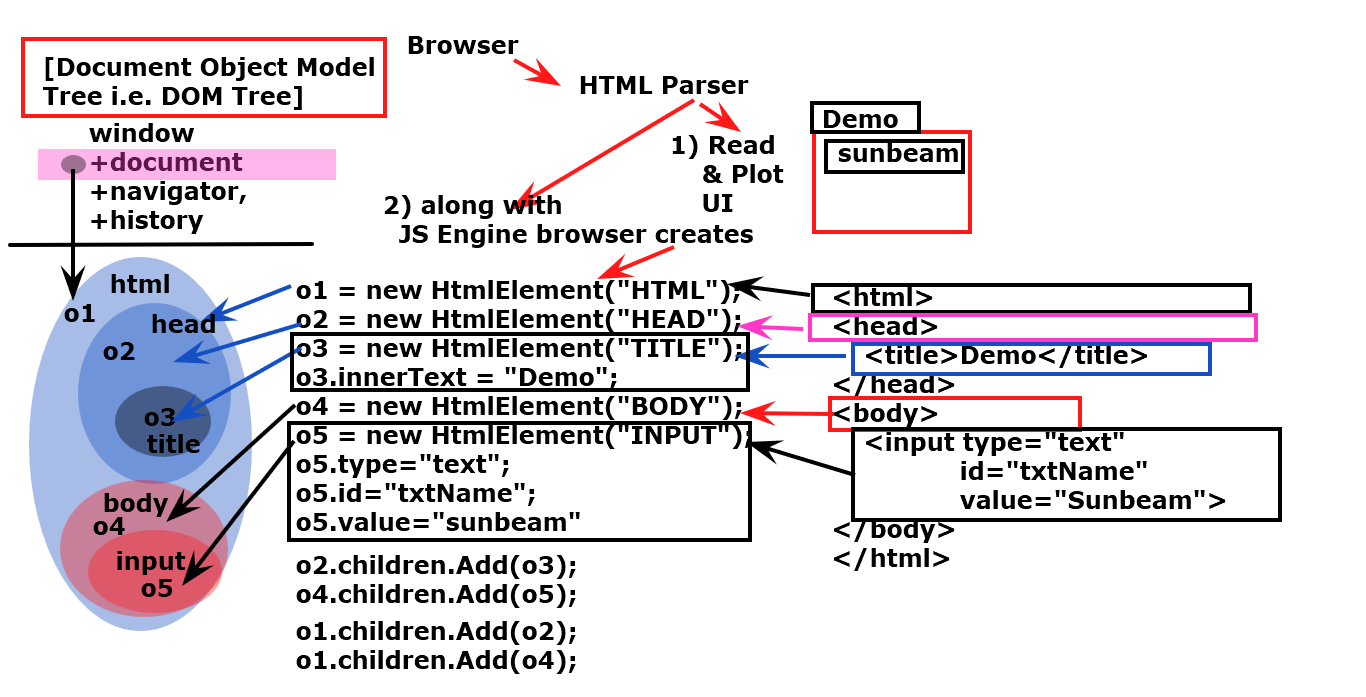 [Document Object Model
Tree i.e. DOM Tree]
window
+document
+navigator,
+history
Browser
HTML Parser
1) Read
& Plot
UI
2) along with
JS Engine browser creates
Demo
sunbeam
html
o1
head
o2
o3
title
body
o4
input
o5
o1 = new HtmlElement("HTML");
o2 = new HtmlElement("HEAD");
o3 = new HtmlElement("TITLE");
o3.innerText = "Demo";
o4 = new HtmlElement("BODY");
o5 = new HtmlElement("INPUT");
o5.type="text";
o5.id="txtName";
o5.value="sunbeam"
o2.children.Add(o3);
o4.children.Add(o5);
o1.children.Add(o2);
o1.children.Add(o4);
<html>
<head>
<title>Demo</title>
</head>
<body>
<input type="text"
id="txtName"
value="Sunbeam">
</body>
</html>